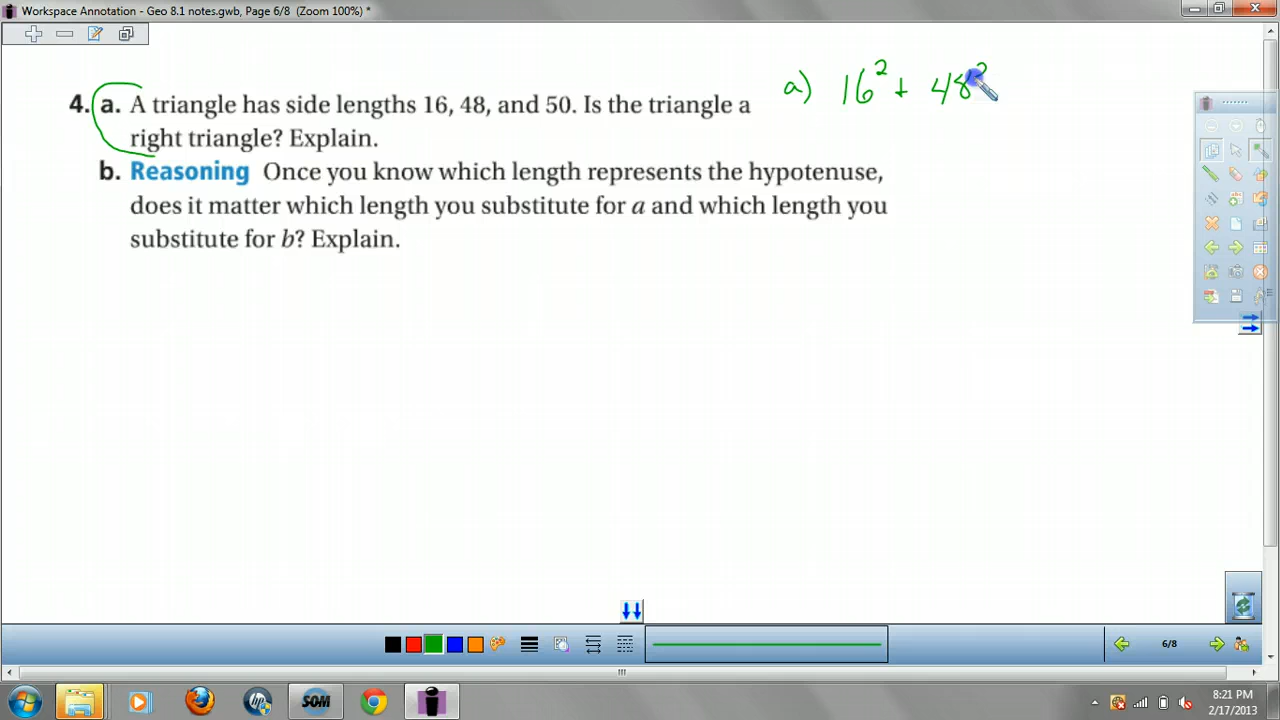 Workspace Annotation - Geo 8.1 notes.gwb, Page 6/8 (Zoom 100%) *
4. a. A triangle has side lengths 16, 48, and 50. Is the triangle a
right triangle? Explain.
b. Reasoning Once you know which length represents the hypotenuse,
does it matter which length you substitute for a and which length you
substitute for b? Explain.
a) 16² + 48²
6/8
hp
SOM
8:21 PM
2/17/2013